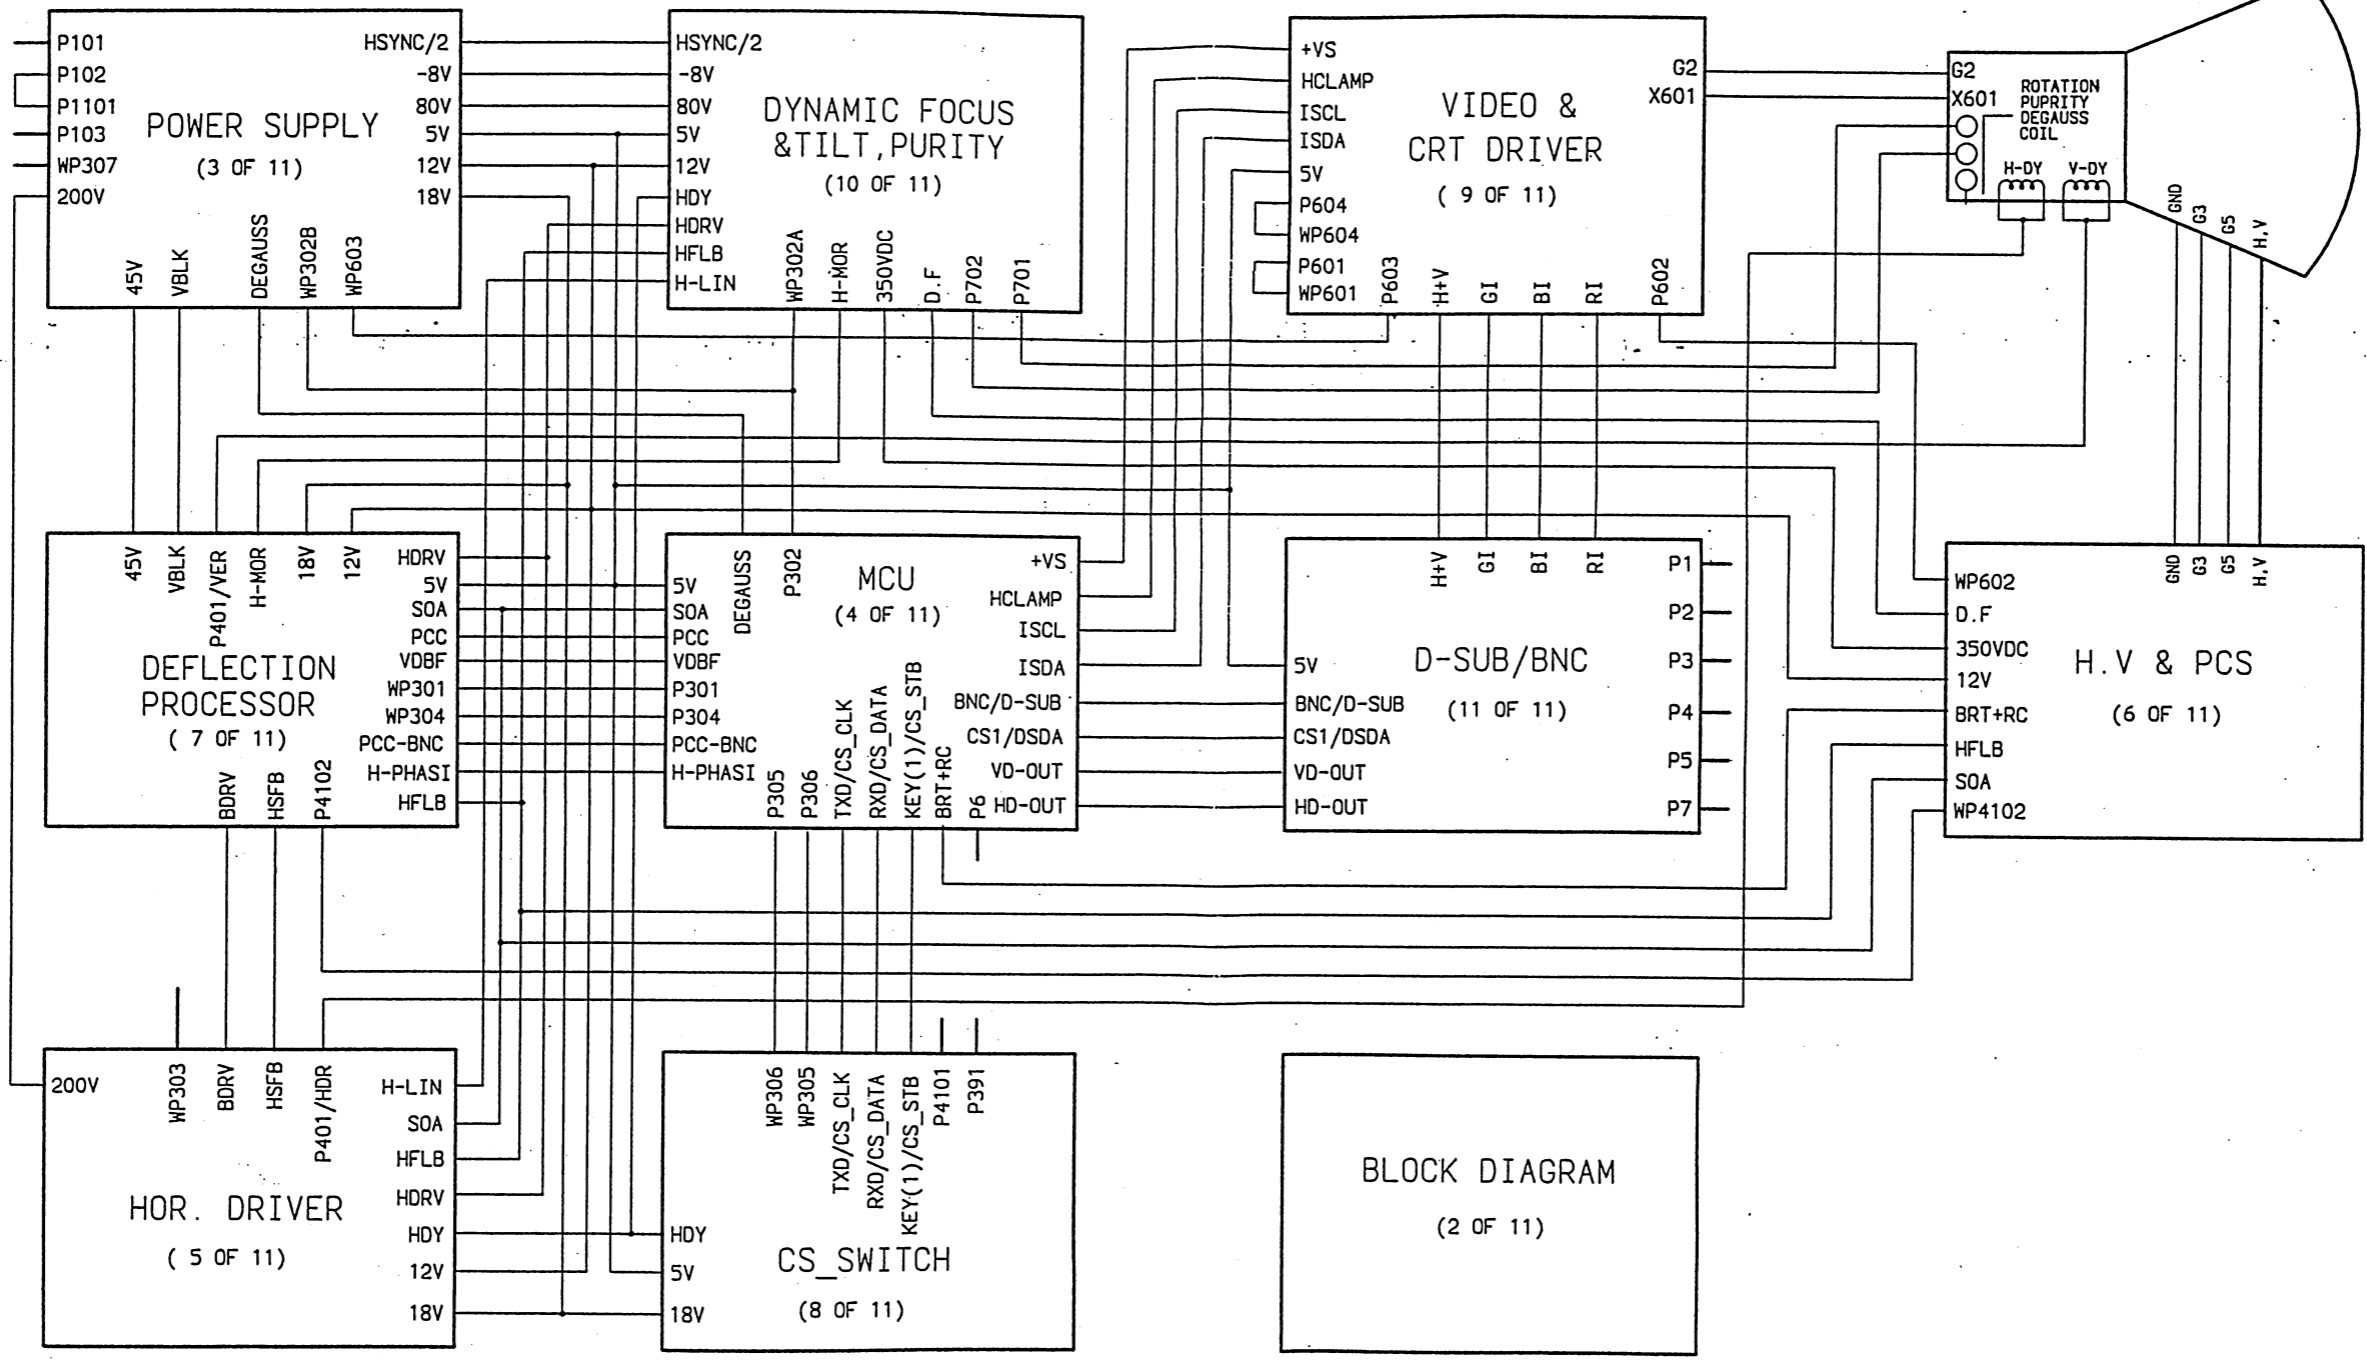 P101
P102
P1101
P103
WP307
200V
POWER SUPPLY
(3 OF 11)
HSYNC/2
-8V
80V
5V
12V
18V
45V
VBLK
DEGAUSS
WP302B
WP603
HSYNC/2
-8V
80V
5V
12V
HDY
HDRV
HFLB
H-LIN
DYNAMIC FOCUS
&TILT,PURITY
(10 OF 11)
WP302A
H-MOR
350VDC
D.F
P702
P701
+VS
HCLAMP
ISCL
ISDA
5V
P604
WP604
P601
WP601
VIDEO &
CRT DRIVER
( 9 OF 11)
G2
X601
P603
H+V
GI
BI
RI
P602
G2
X601
ROTATION
PUPRITY
DEGAUSS
COIL
H-DY
V-DY
GND
G3
G5
H,V
45V
VBLK
P401/VER
H-MOR
18V
12V
DEFLECTION
PROCESSOR
( 7 OF 11)
HDRV
5V
SOA
PCC
VDBF
WP301
WP304
PCC-BNC
H-PHASI
HFLB
BDRV
HSFB
P4102
DEGAUSS
P302
5V
SOA
PCC
VDBF
P301
P304
PCC-BNC
H-PHASI
MCU
(4 OF 11)
+VS
HCLAMP
ISCL
ISDA
BNC/D-SUB
CS1/DSDA
VD-OUT
HD-OUT
P305
P306
TXD/CS_CLK
RXD/CS_DATA
KEY(1)/CS_STB
BRT+RC
P6
H+V
GI
BI
RI
5V
BNC/D-SUB
CS1/DSDA
VD-OUT
HD-OUT
D-SUB/BNC
(11 OF 11)
P1
P2
P3
P4
P5
P7
GND
G3
G5
H,V
WP602
D.F
350VDC
12V
BRT+RC
HFLB
SOA
WP4102
H.V & PCS
(6 OF 11)
200V
WP303
BDRV
HSFB
P401/HDR
HOR. DRIVER
( 5 OF 11)
H-LIN
SOA
HFLB
HDRV
HDY
12V
18V
WP306
WP305
TXD/CS_CLK
RXD/CS_DATA
KEY(1)/CS_STB
P4101
P391
HDY
5V
18V
CS_SWITCH
(8 OF 11)
BLOCK DIAGRAM
(2 OF 11)